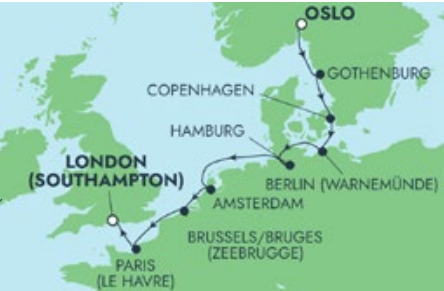 OSLO
GOTHENBURG
COPENHAGEN
HAMBURG
LONDON
(SOUTHAMPTON)
BERLIN (WARNEMÜNDE)
AMSTERDAM
BRUSSELS/BRUGES
(ZEEBRUGGE)
PARIS
(LE HAVRE)